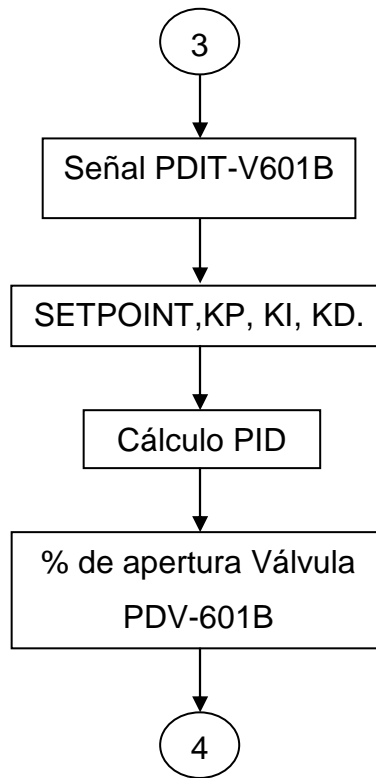 3
Señal PDIT-V601B
SETPOINT,KP, KI, KD.
Cálculo PID
% de apertura Válvula
PDV-601B
4